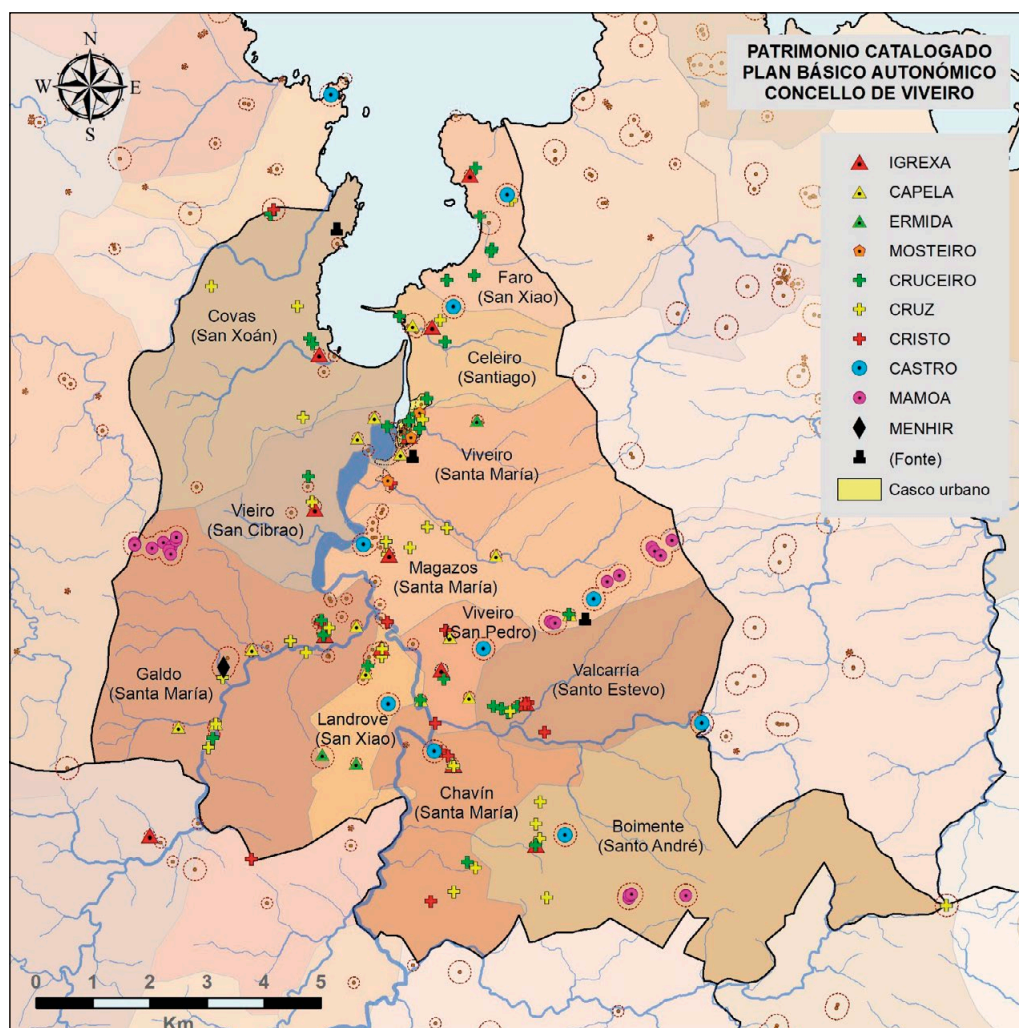 PATRIMONIO CATALOGADO
PLAN BÁSICO AUTONÓMICO
CONCELLO DE VIVEIRO
N
W
E
S
IGREXA
CAPELA
ERMIDA
MOSTEIRO
CRUCEIRO
CRUZ
CRISTO
CASTRO
MAMOA
MENHIR
(Fonte)
Casco urbano
Faro
(San Xiao)
Covas
(San Xoán)
Celeiro
(Santiago)
Viveiro
(Santa María)
Vieiro
(San Cibrao)
Magazos
(Santa María)
Viveiro
(San Pedro)
Galdo
(Santa María)
Valcarría
(Santo Estevo)
Landrove
(San Xiao)
Chavín
(Santa María)
Boimente
(Santo André)
0 1 2 3 4 5
Km